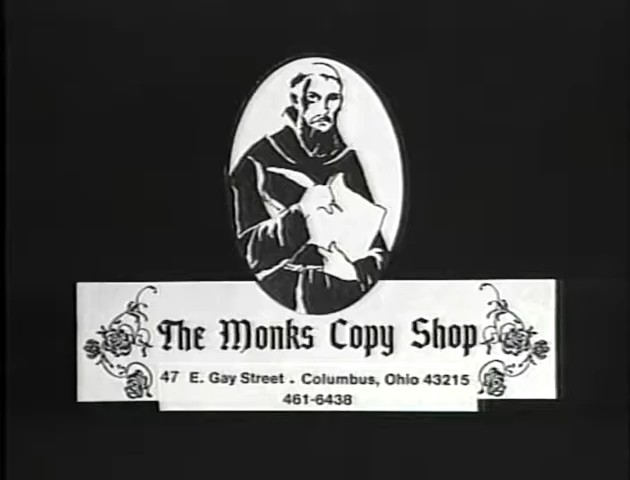 The Monks Copy Shop
47 E. Gay Street . Columbus, Ohio 43215
461-6438